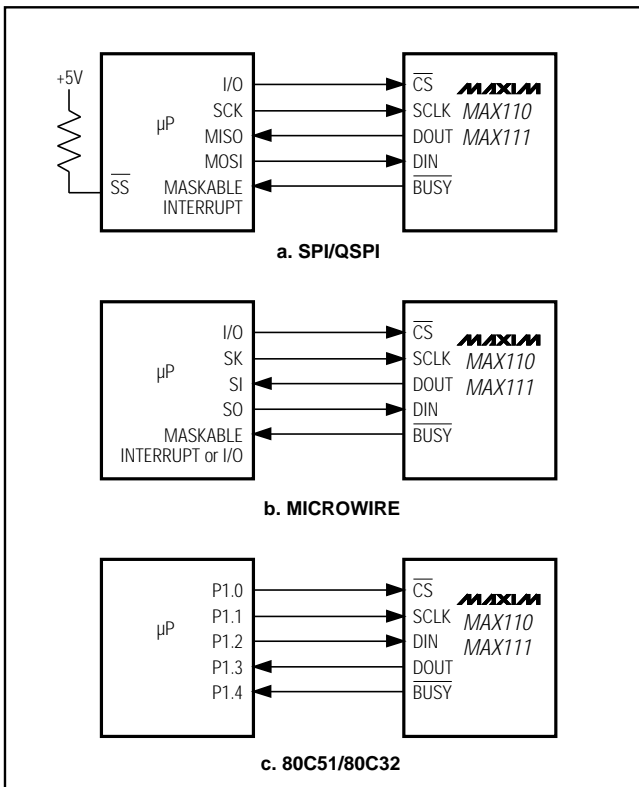 +5V
µP
SS
I/O
SCK
MISO
MOSI
MASKABLE
INTERRUPT
CS
SCLK
DOUT
DIN
BUSY
MAXIM
MAX110
MAX111
a. SPI/QSPI
µP
I/O
SK
SI
SO
MASKABLE
INTERRUPT or I/O
CS
SCLK
DOUT
DIN
BUSY
MAXIM
MAX110
MAX111
b. MICROWIRE
µP
P1.0
P1.1
P1.2
P1.3
P1.4
CS
SCLK
DIN
DOUT
BUSY
MAXIM
MAX110
MAX111
c. 80C51/80C32